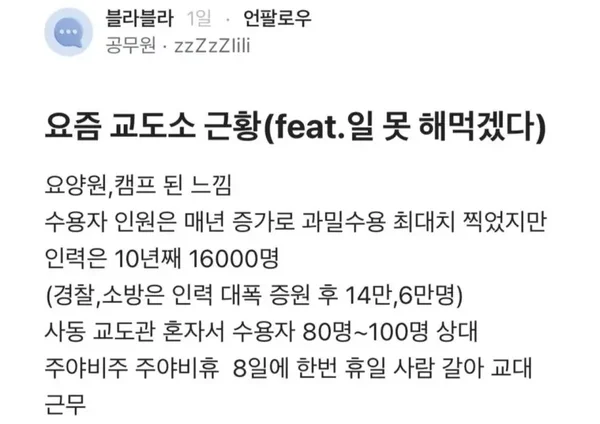 블라블라 1일 · 언팔로우
공무원 · zzZzZlili
요즘 교도소 근황(feat.일 못 해먹겠다)
요양원,캠프 된 느낌
수용자 인원은 매년 증가로 과밀수용 최대치 찍었지만
인력은 10년째 16000명
(경찰,소방은 인력 대폭 증원 후 14만,6만명)
사동 교도관 혼자서 수용자 80명~100명 상대
주야비주 주야비휴 8일에 한번 휴일 사람 갈아 교대
근무